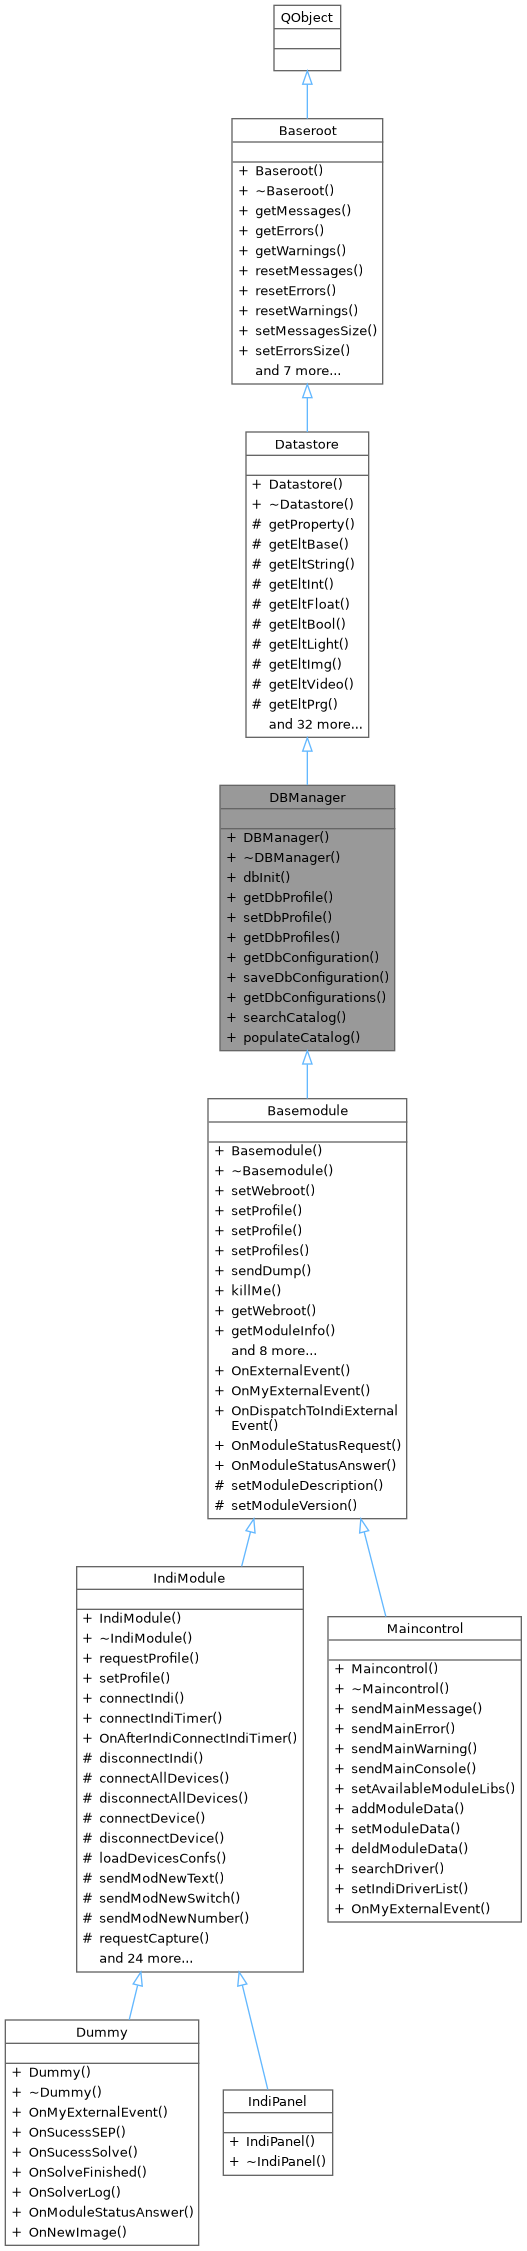 QObject
Baseroot
+ Baseroot()
+ ~Baseroot()
+ getMessages()
+ getErrors()
+ getWarnings()
+ resetMessages()
+ resetErrors()
+ resetWarnings()
+ setMessagesSize()
+ setErrorsSize()
and 7 more...
Datastore
+ Datastore()
+ ~Datastore()
# getProperty()
# getEltBase()
# getEltString()
# getEltInt()
# getEltFloat()
# getEltBool()
# getEltLight()
# getEltImg()
# getEltVideo()
# getEltPrg()
and 32 more...
DBManager
+ DBManager()
+ ~DBManager()
+ dbInit()
+ getDbProfile()
+ setDbProfile()
+ getDbProfiles()
+ getDbConfiguration()
+ saveDbConfiguration()
+ getDbConfigurations()
+ searchCatalog()
+ populateCatalog()
Basemodule
+ Basemodule()
+ ~Basemodule()
+ setWebroot()
+ setProfile()
+ setProfile()
+ setProfiles()
+ sendDump()
+ killMe()
+ getWebroot()
+ getModuleInfo()
and 8 more...
+ OnExternalEvent()
+ OnMyExternalEvent()
+ OnDispatchToIndiExternal
Event()
+ OnModuleStatusRequest()
+ OnModuleStatusAnswer()
# setModuleDescription()
# setModuleVersion()
IndiModule
+ IndiModule()
+ ~IndiModule()
+ requestProfile()
+ setProfile()
+ connectIndi()
+ connectIndiTimer()
+ OnAfterIndiConnectIndiTimer()
# disconnectIndi()
# connectAllDevices()
# disconnectAllDevices()
# connectDevice()
# disconnectDevice()
# loadDevicesConfs()
# sendModNewText()
# sendModNewSwitch()
# sendModNewNumber()
# requestCapture()
and 24 more...
Maincontrol
+ Maincontrol()
+ ~Maincontrol()
+ sendMainMessage()
+ sendMainError()
+ sendMainWarning()
+ sendMainConsole()
+ setAvailableModuleLibs()
+ addModuleData()
+ setModuleData()
+ deldModuleData()
+ searchDriver()
+ setIndiDriverList()
+ OnMyExternalEvent()
Dummy
+ Dummy()
+ ~Dummy()
+ OnMyExternalEvent()
+ OnSucessSEP()
+ OnSucessSolve()
+ OnSolveFinished()
+ OnSolverLog()
+ OnModuleStatusAnswer()
+ OnNewImage()
IndiPanel
+ IndiPanel()
+ ~IndiPanel()